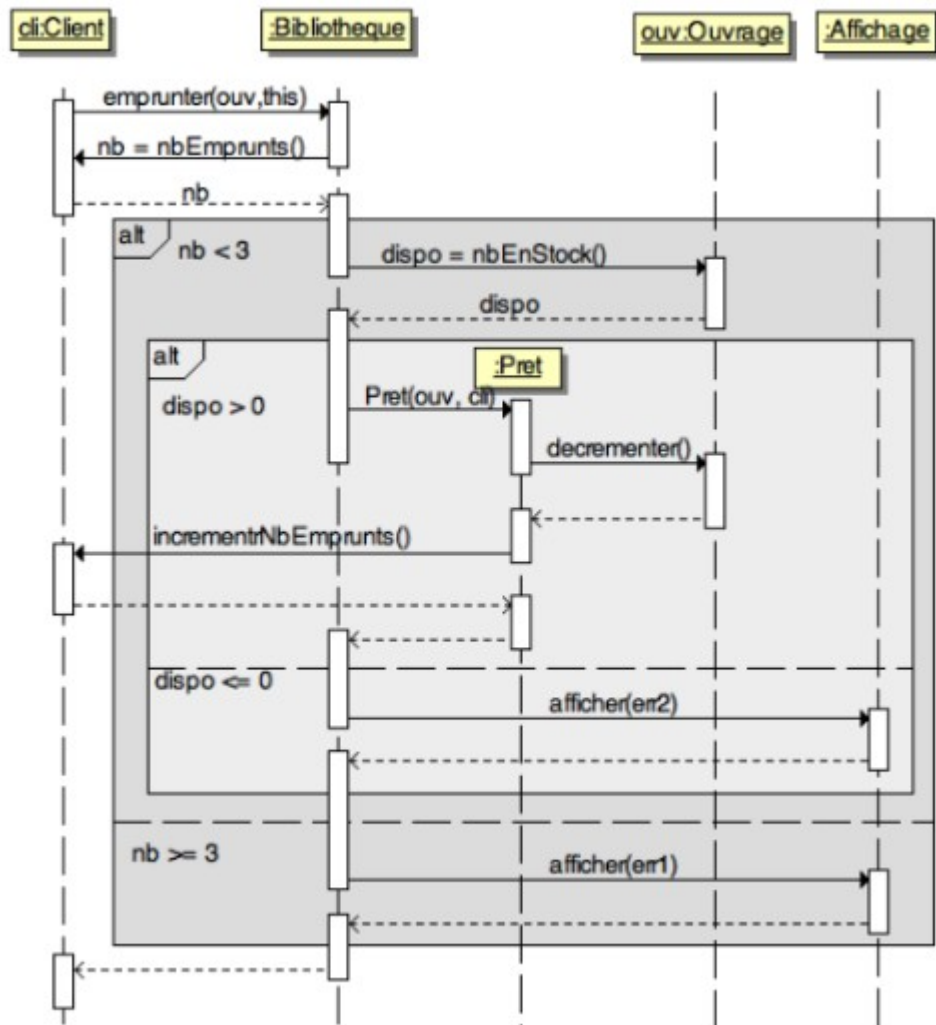 cli:Client
:Bibliotheque
ouv:Ouvrage
:Affichage
emprunter(ouv,this)
nb = nbEmprunts()
nb
alt
nb < 3
dispo = nbEnStock()
dispo
alt
:Pret
dispo > 0
Pret(ouv, cli)
decrementer()
incrementrNbEmprunts()
dispo <= 0
afficher(err2)
nb >= 3
afficher(err1)